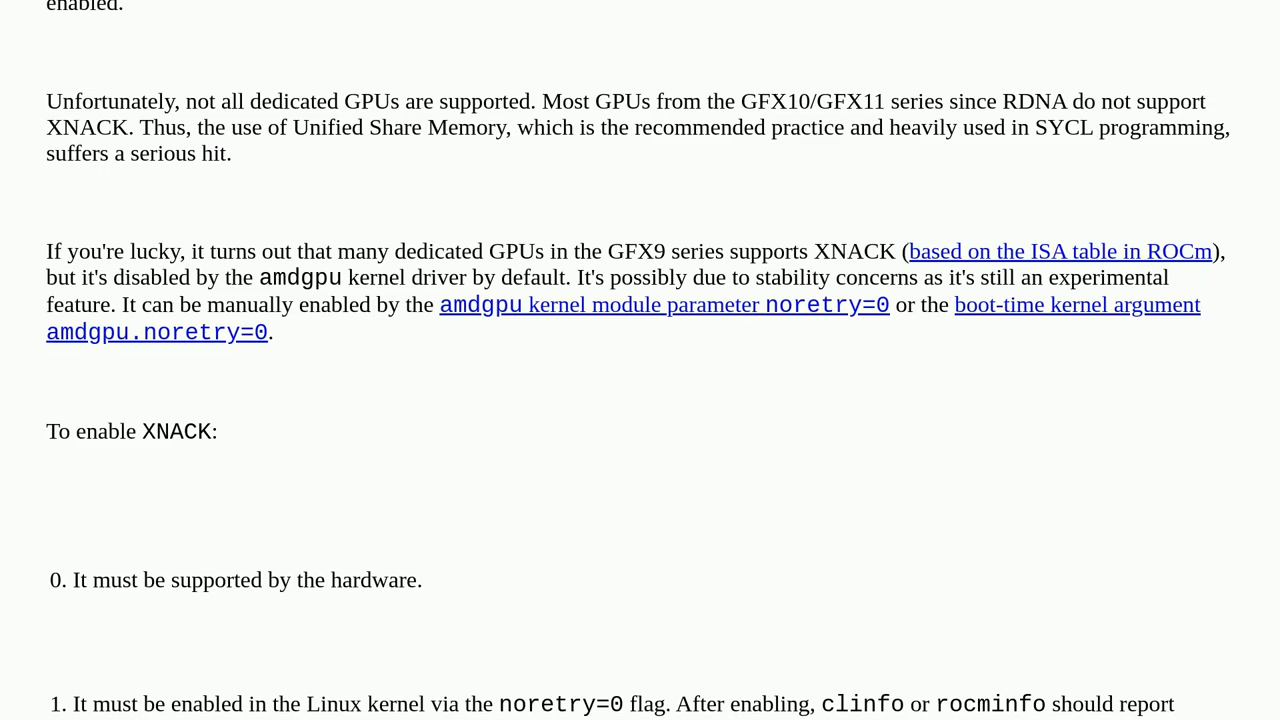 enabled.
Unfortunately, not all dedicated GPUs are supported. Most GPUs from the GFX10/GFX11 series since RDNA do not support
XNACK. Thus, the use of Unified Share Memory, which is the recommended practice and heavily used in SYCL programming,
suffers a serious hit.
If you're lucky, it turns out that many dedicated GPUs in the GFX9 series supports XNACK (based on the ISA table in ROCm),
but it's disabled by the amdgpu kernel driver by default. It's possibly due to stability concerns as it's still an experimental
feature. It can be manually enabled by the amdgpu kernel module parameter noretry=0 or the boot-time kernel argument
amdgpu.noretry=0.
To enable XNACK:
0. It must be supported by the hardware.
1. It must be enabled in the Linux kernel via the noretry=0 flag. After enabling, clinfo or rocminfo should report